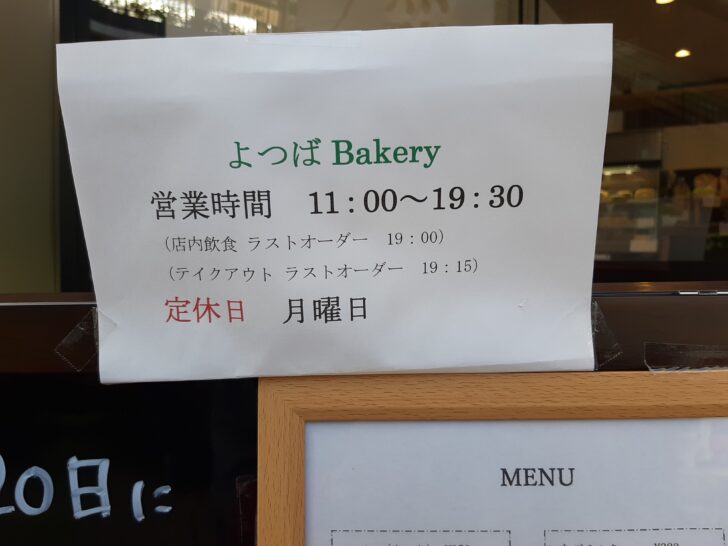 よつば Bakery
営業時間　11:00～19:30
（店内飲食 ラストオーダー　19：00）
（テイクアウト ラストオーダー　19：15）
定休日　月曜日
20日に
MENU